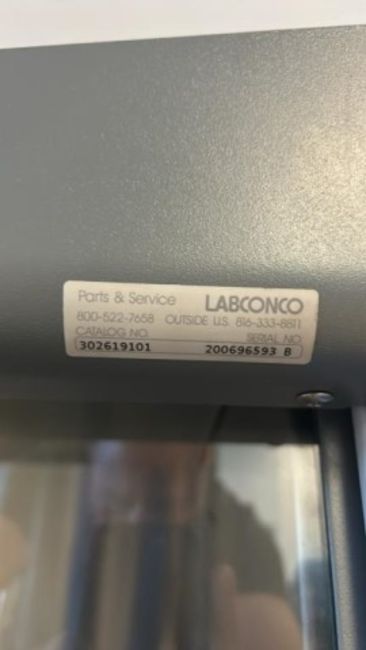 Parts & Service LABCONCO
800-522-7658 OUTSIDE U.S. 816-333-8811
CATALOG NO. SERIAL NO.
302619101 200696593 B